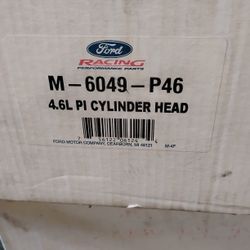 Ford
RACING
PERFORMANCE PARTS
M-6049-P46
4.6L PI CYLINDER HEAD
FORD MOTOR COMPANY, DEARBORN, MI 48121